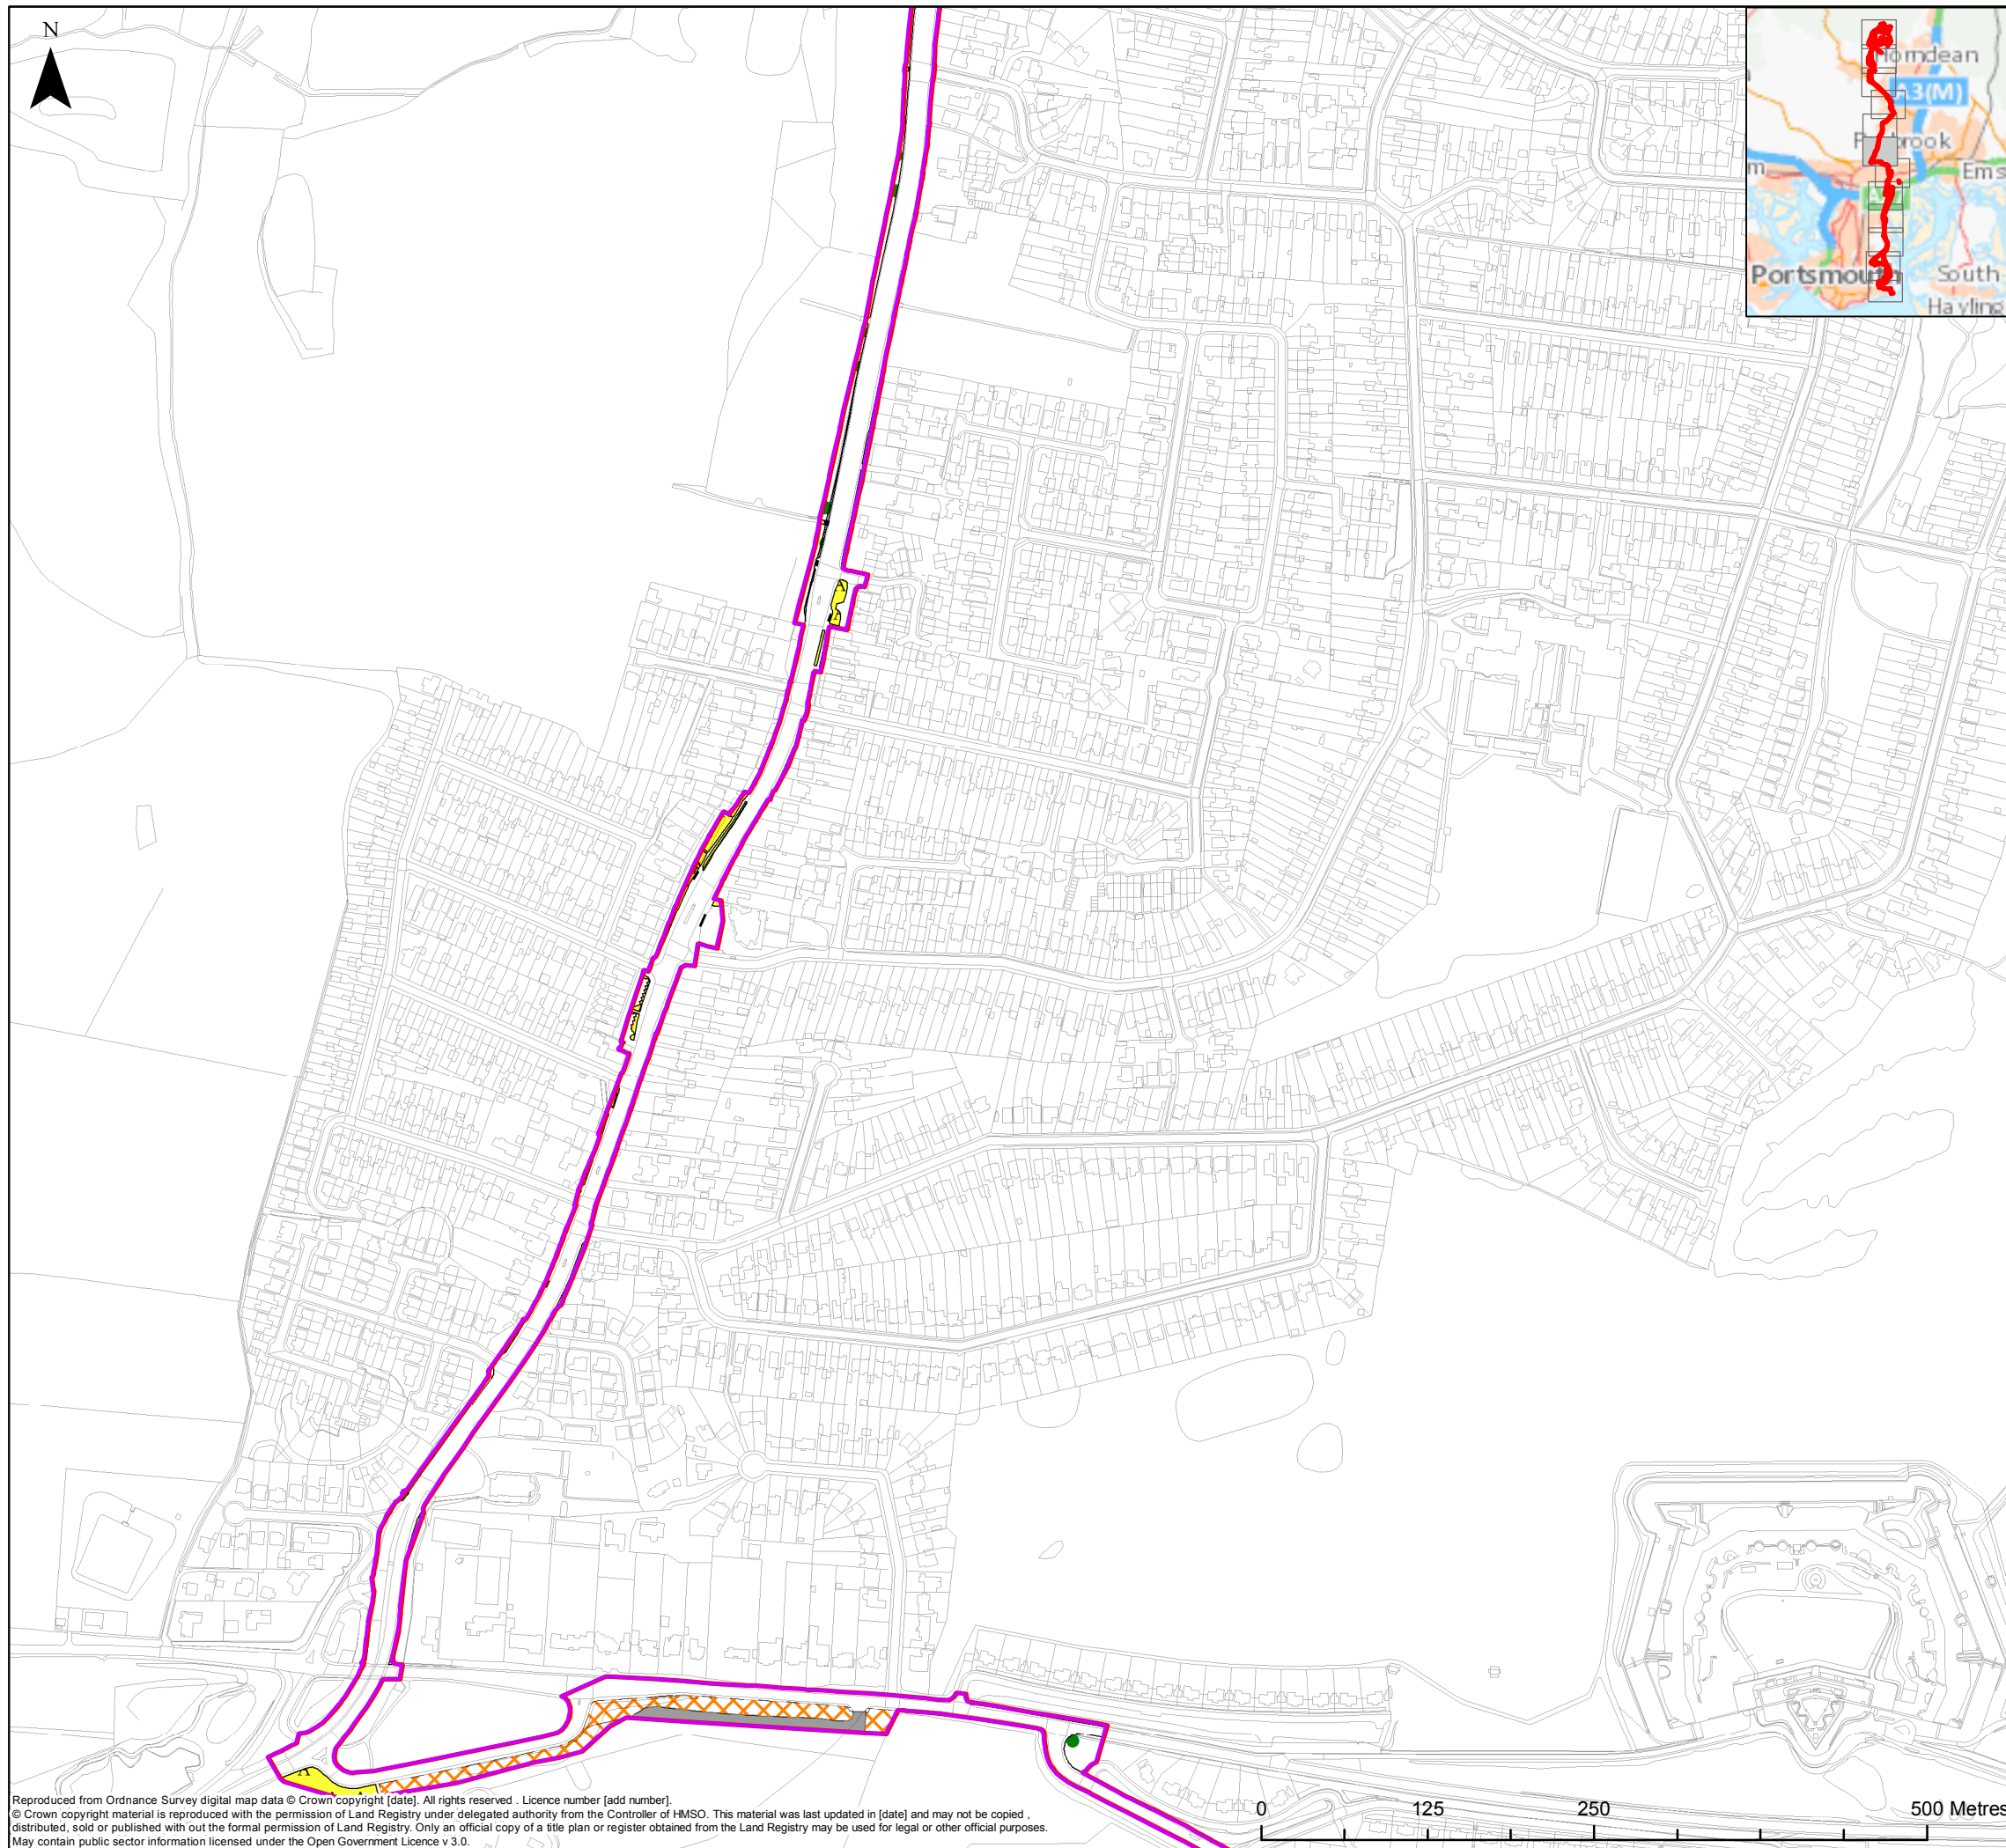 N
Horndean
A3(M)
Ems
Portsmouth
South
Hayling
A
A
A
Reproduced from Ordnance Survey digital map data © Crown copyright [date]. All rights reserved . Licence number [add number].
© Crown copyright material is reproduced with the permission of Land Registry under delegated authority from the Controller of HMSO. This material was last updated in [date] and may not be copied ,
distributed, sold or published with out the formal permission of Land Registry. Only an official copy of a title plan or register obtained from the Land Registry may be used for legal or other official purposes.
May contain public sector information licensed under the Open Government Licence v 3.0.
0 125 250 500 Metres